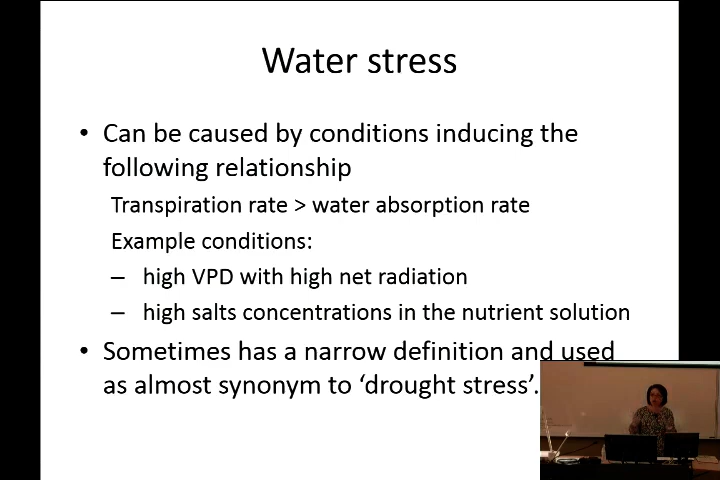 Water stress
• Can be caused by conditions inducing the
following relationship
Transpiration rate > water absorption rate
Example conditions:
– high VPD with high net radiation
– high salts concentrations in the nutrient solution
• Sometimes has a narrow definition and used
as almost synonym to ‘drought stress’.